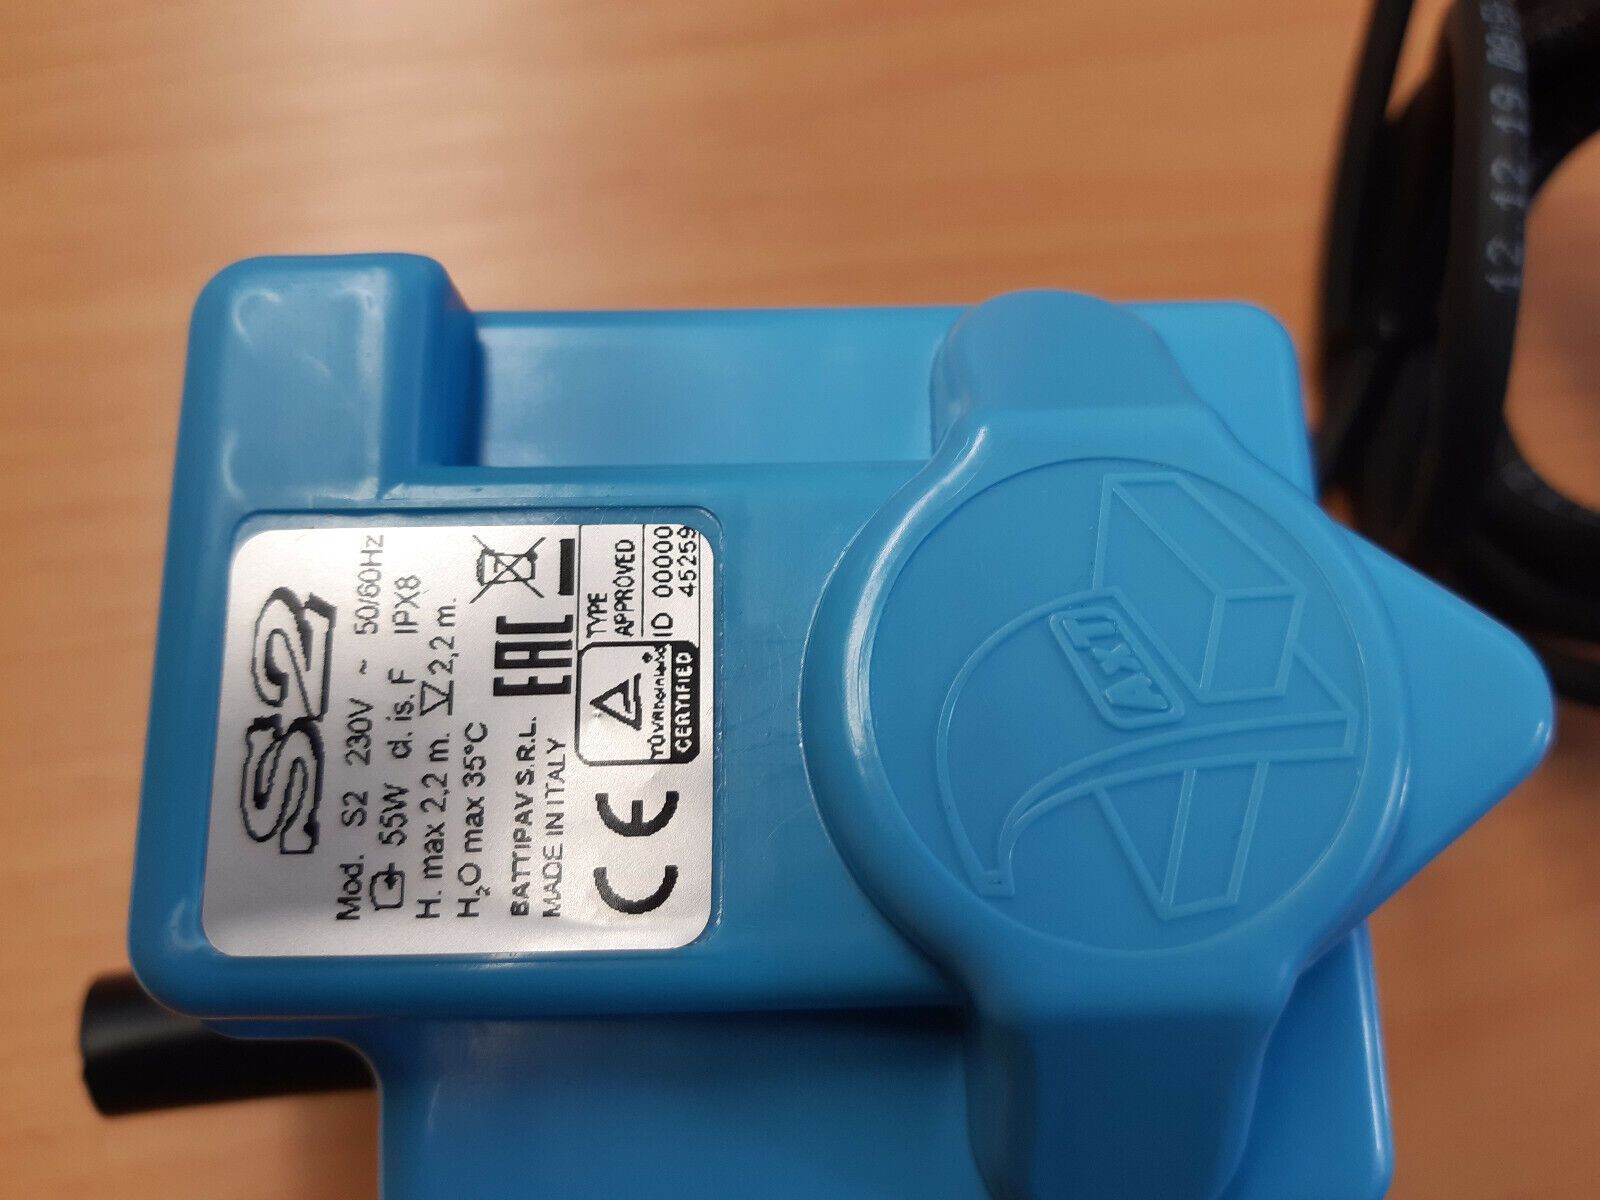 S2
Mod. S2 230V ~ 50/60Hz
55W cl. is. F IPX8
H. max 2,2 m. 2,2 m.
H₂O max 35°C
BATTIPAV S.R.L.
MADE IN ITALY
EAC
CE
TÜVRheinland
CERTIFIED
TYPE
APPROVED
ID 00000
45259
12.12.19